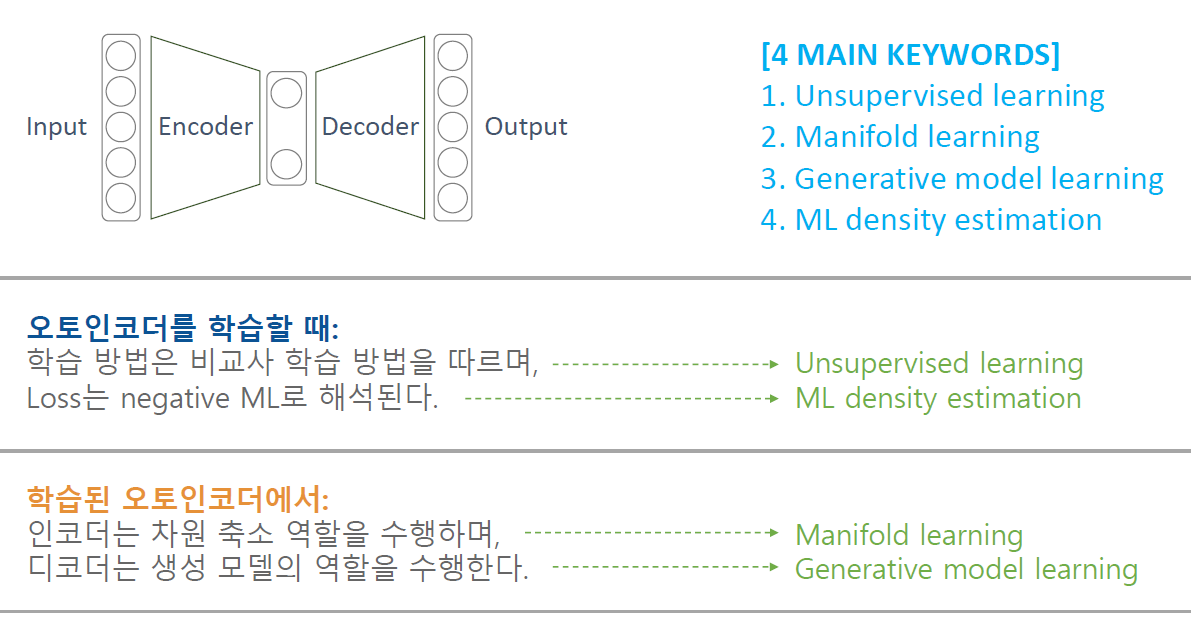 Input
Encoder
Decoder
Output
[4 MAIN KEYWORDS]
1. Unsupervised learning
2. Manifold learning
3. Generative model learning
4. ML density estimation
오토인코더를 학습할 때:
학습 방법은 비교사 학습 방법을 따르며,
Unsupervised learning
Loss는 negative ML로 해석된다.
ML density estimation
학습된 오토인코더에서:
인코더는 차원 축소 역할을 수행하며,
Manifold learning
디코더는 생성 모델의 역할을 수행한다.
Generative model learning